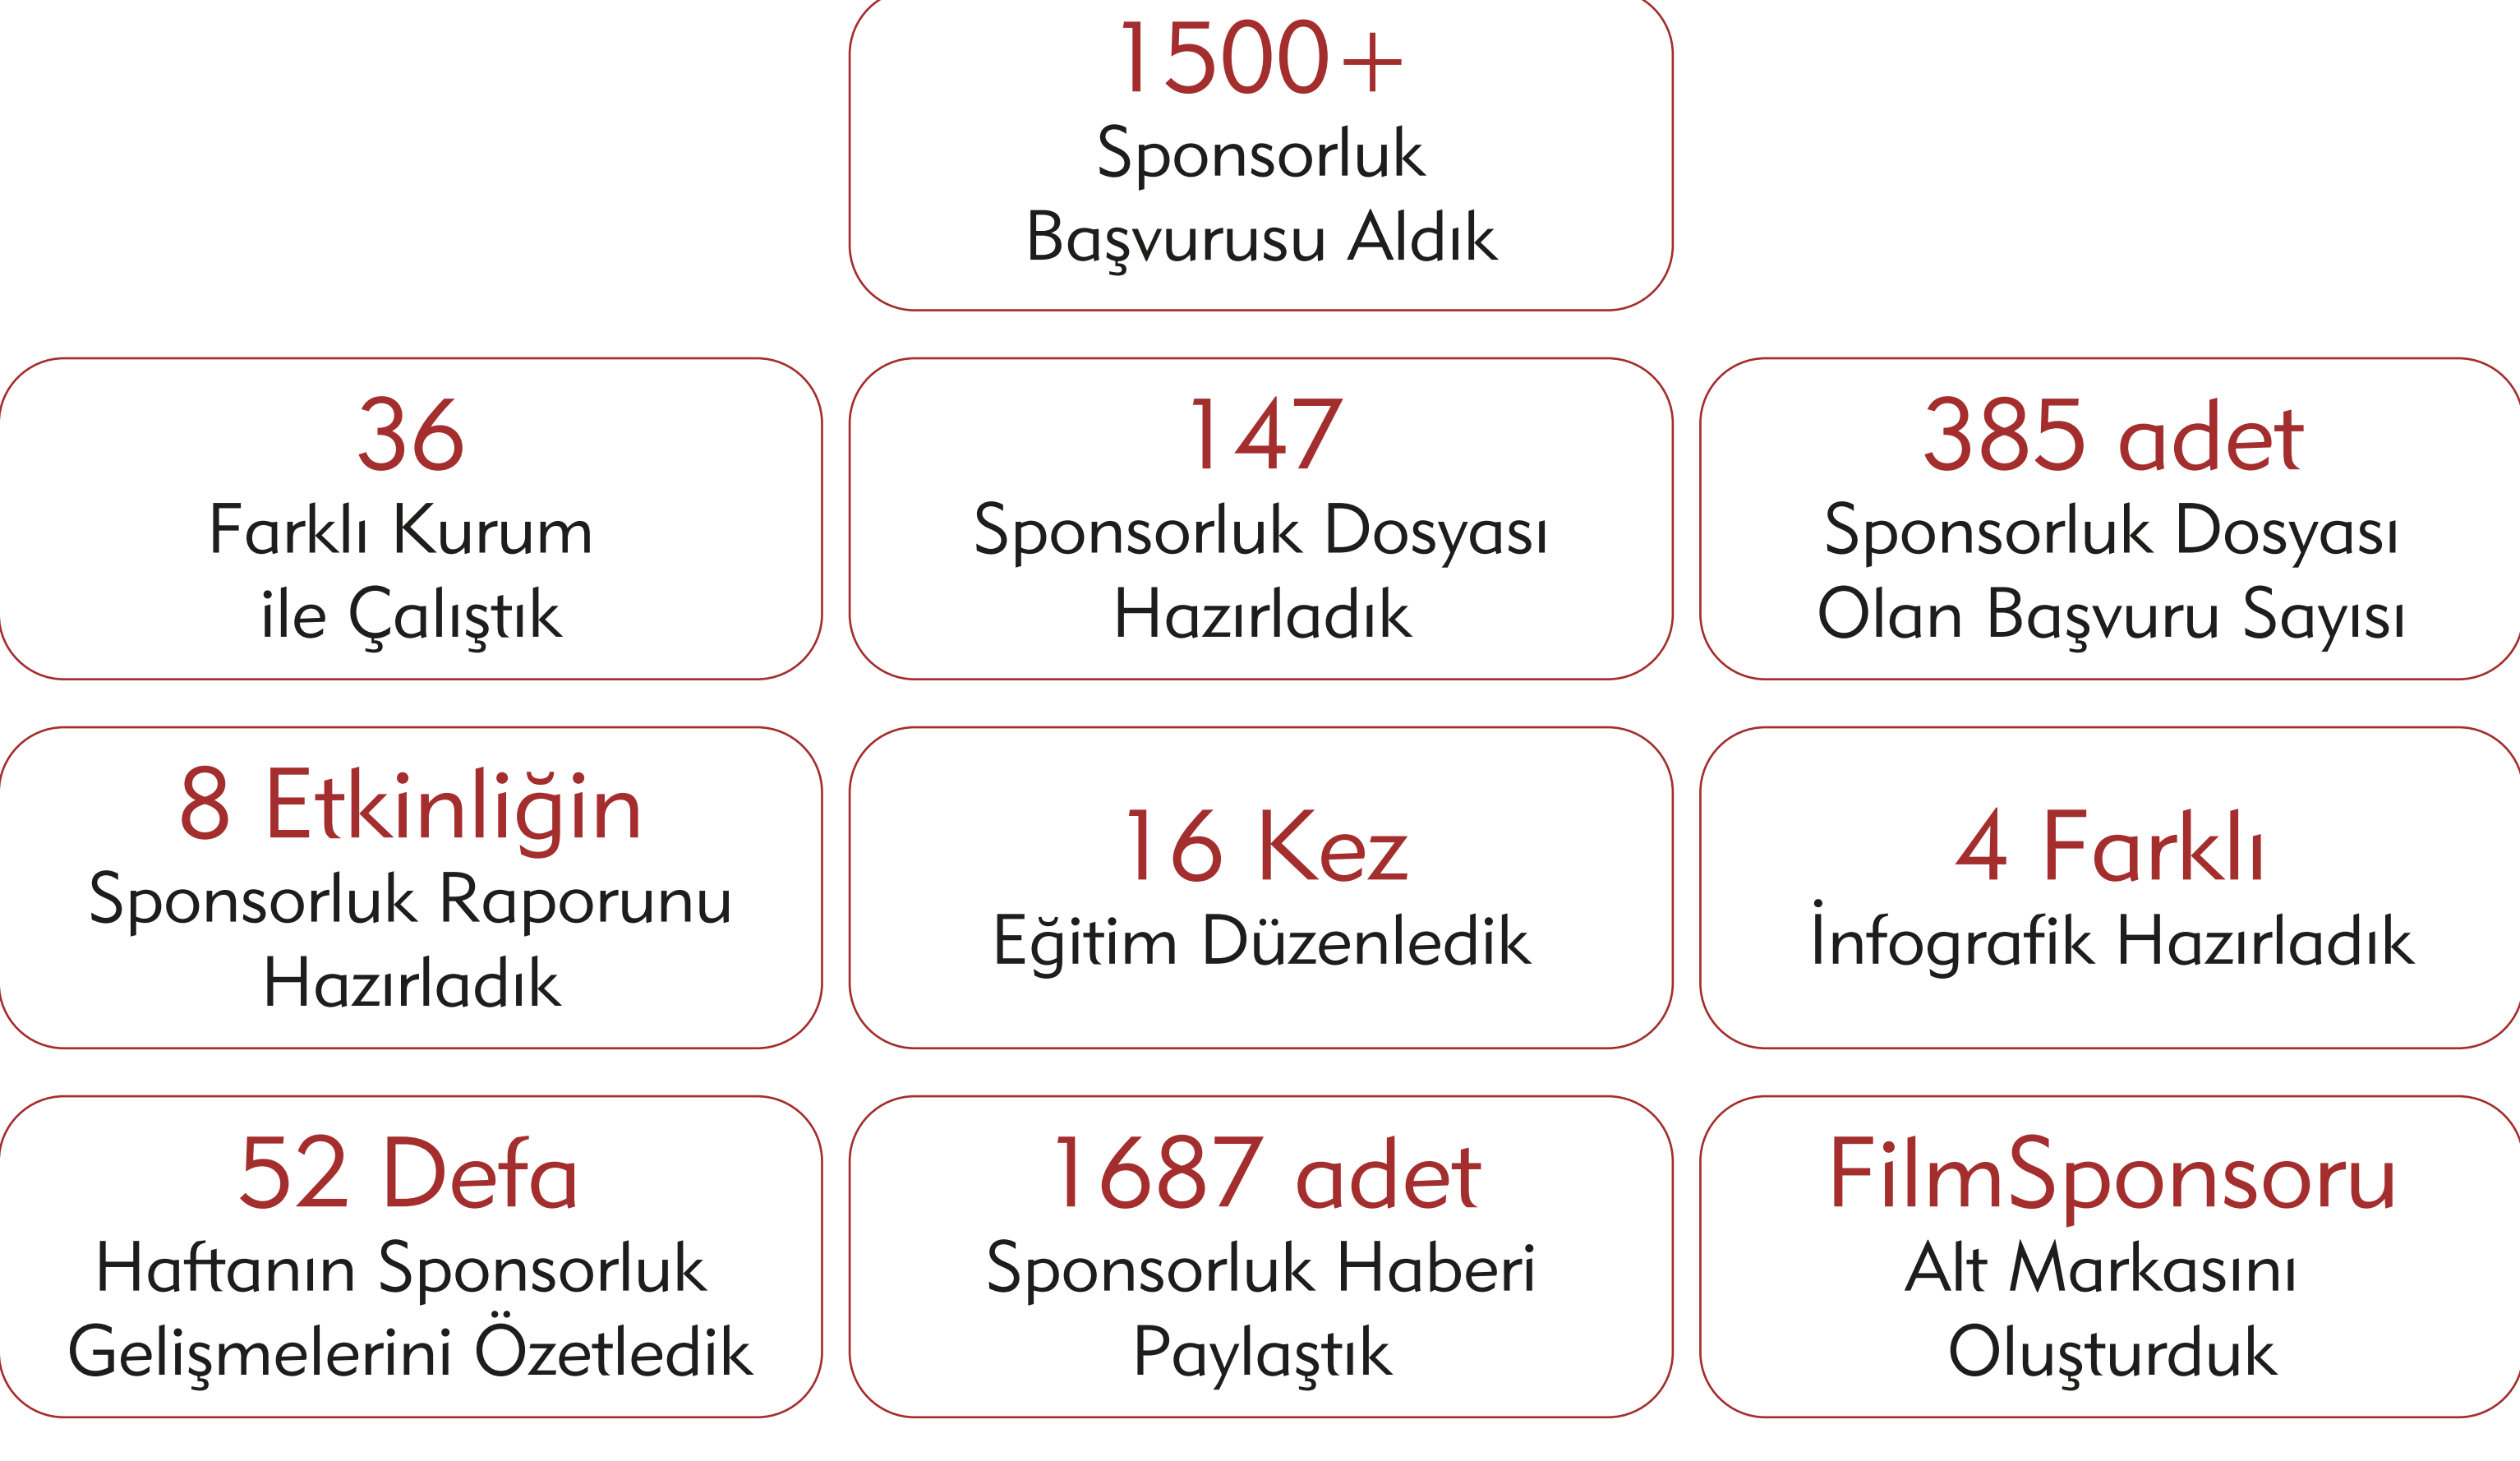 1500+
Sponsorluk
Başvurusu Aldık
36
Farklı Kurum
ile Çalıştık
147
Sponsorluk Dosyası
Hazırladık
385 adet
Sponsorluk Dosyası
Olan Başvuru Sayısı
8 Etkinliğin
Sponsorluk Raporunu
Hazırladık
16 Kez
Eğitim Düzenledik
4 Farklı
İnfografik Hazırladık
52 Defa
Haftanın Sponsorluk
Gelişmelerini Özetledik
1687 adet
Sponsorluk Haberi
Paylaştık
FilmSponsoru
Alt Markasını
Oluşturduk